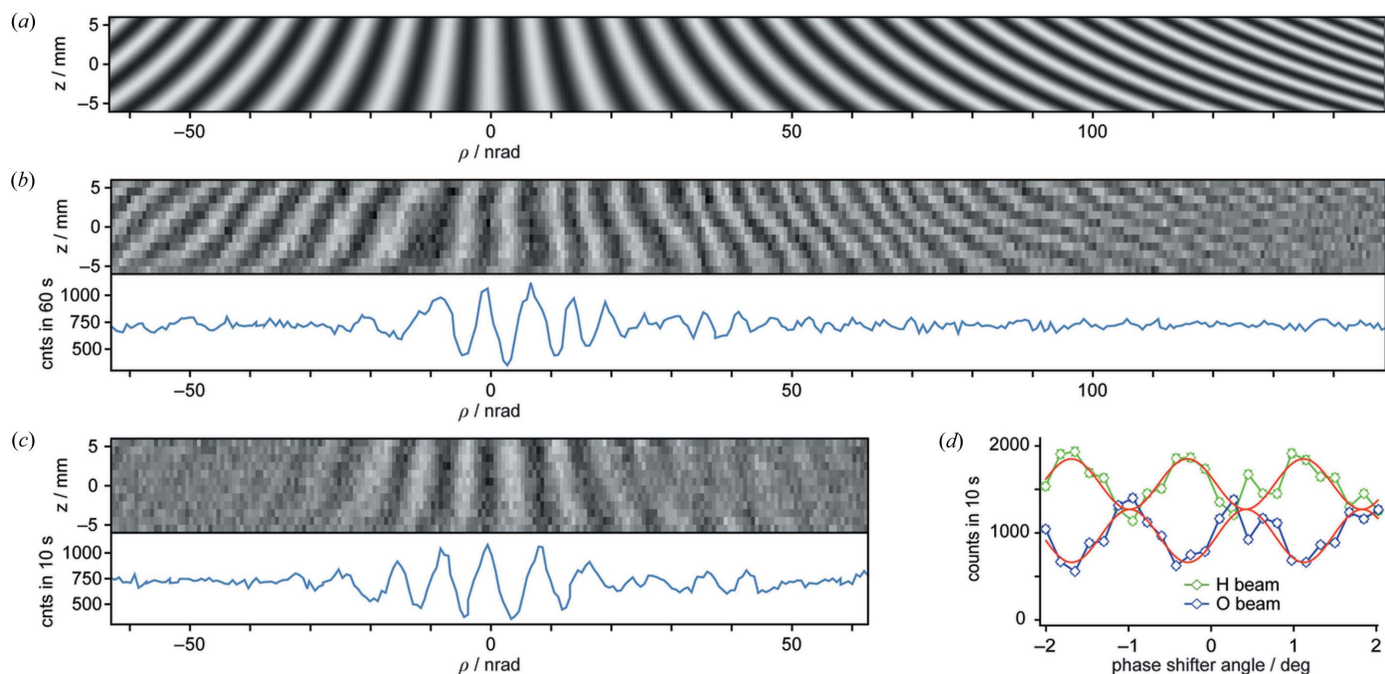 (a)
z / mm
5
0
–5
–50 0 50 100
ρ / nrad
(b)
z / mm
5
0
–5
cnts in 60 s
1000
750
500
–50 0 50 100
ρ / nrad
(c)
z / mm
5
0
–5
cnts in 10 s
1000
750
500
0 50
ρ / nrad
(d)
counts in 10 s
2000
1000
0
H beam
O beam
–2 –1 0 1 2
phase shifter angle / deg